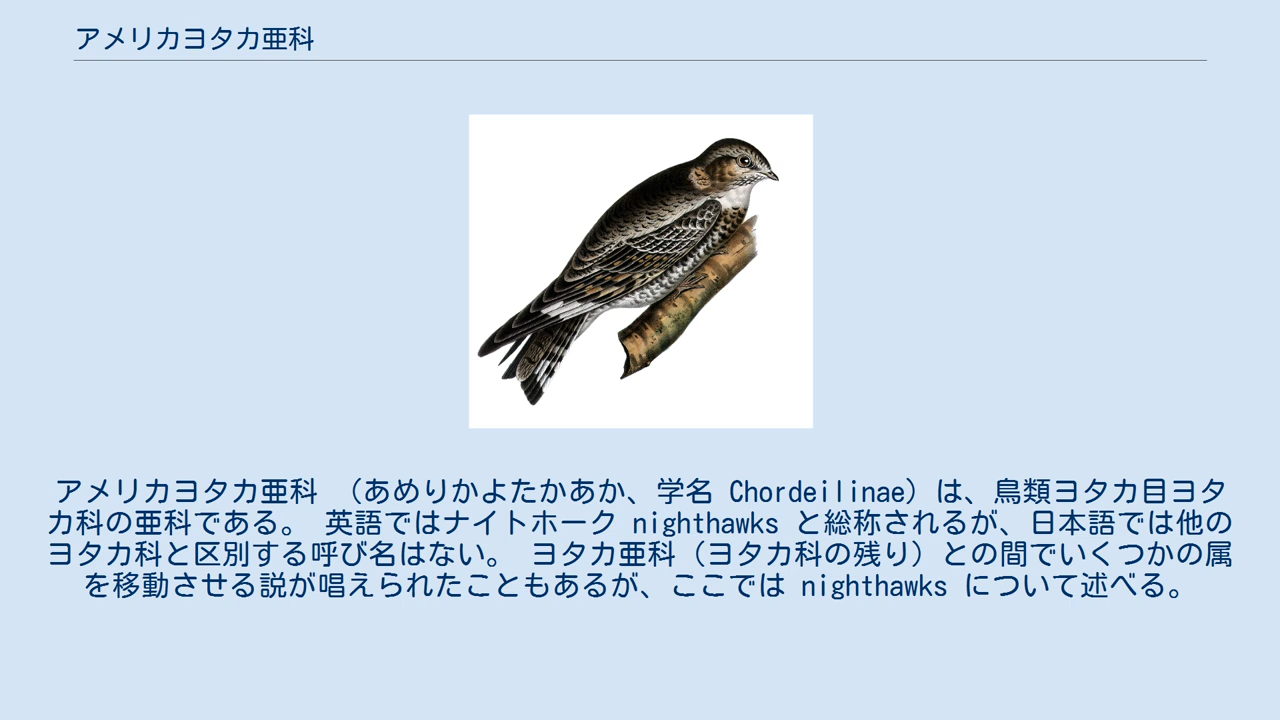 アメリカヨタカ亜科
アメリカヨタカ亜科 （あめりかよたかあか、学名 Chordeilinae）は、鳥類ヨタカ目ヨタ
カ科の亜科である。 英語ではナイトホーク nighthawks と総称されるが、日本語では他の
ヨタカ科と区別する呼び名はない。 ヨタカ亜科（ヨタカ科の残り）との間でいくつかの属
を移動させる説が唱えられたこともあるが、ここでは nighthawks について述べる。